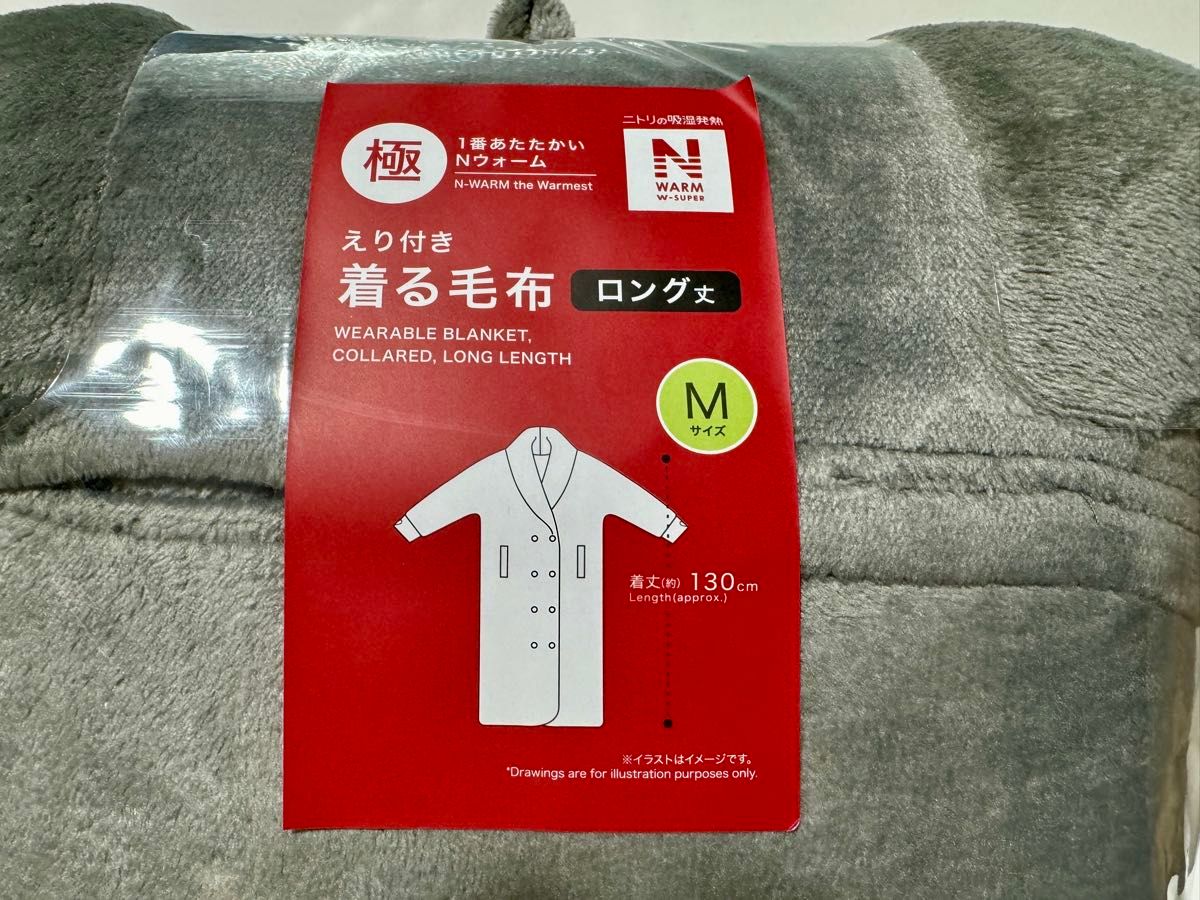 ニトリの吸湿発熱
極
1番あたたかい
Nウォーム
N-WARM the Warmest
N
WARM
W-SUPER
えり付き
着る毛布 ロング丈
WEARABLE BLANKET,
COLLARED, LONG LENGTH
M
サイズ
着丈(約) 130cm
Length(approx.)
※イラストはイメージです。
*Drawings are for illustration purposes only.